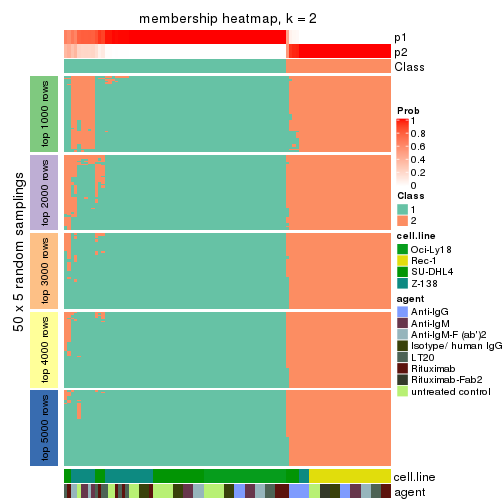 membership heatmap, k = 2
p1
p2
Class
50 x 5 random samplings
top 1000 rows
top 2000 rows
top 3000 rows
top 4000 rows
top 5000 rows
cell.line
agent
Prob
1
0.8
0.6
0.4
0.2
0
Class
1
2
cell.line
Oci-Ly18
Rec-1
SU-DHL4
Z-138
agent
Anti-IgG
Anti-IgM
Anti-IgM-F (ab')2
Isotype/ human IgG
LT20
Rituximab
Rituximab-Fab2
untreated control